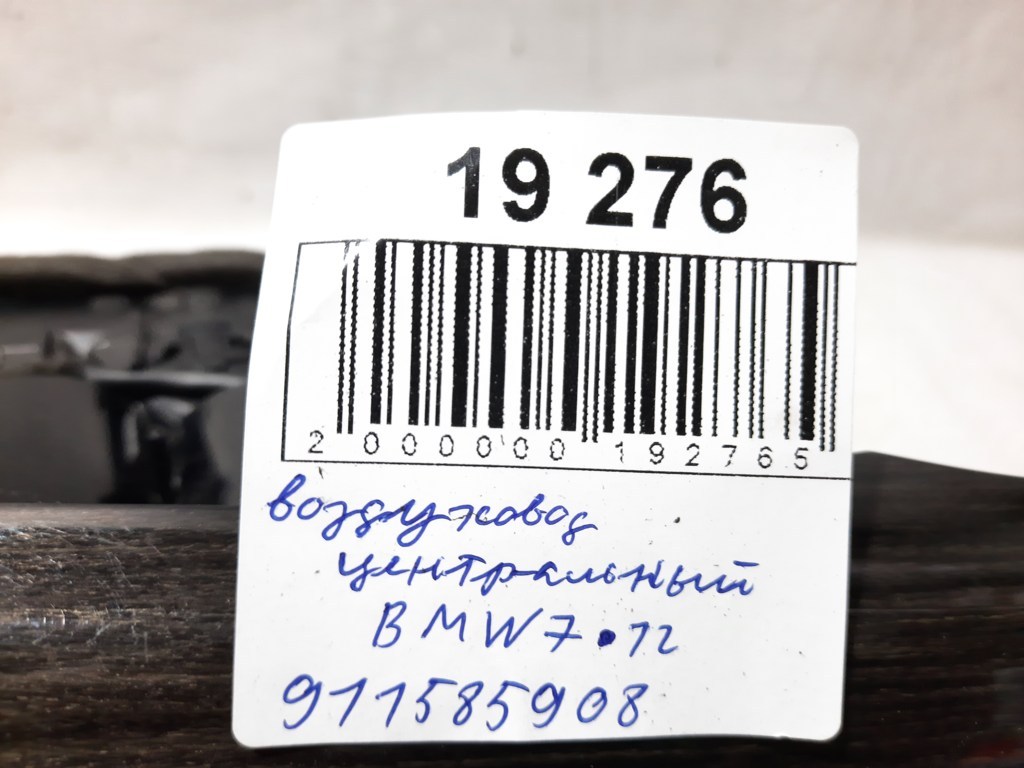 19 276
2 000000 192765
воздуховод
центральный
BMW7•12
911585908